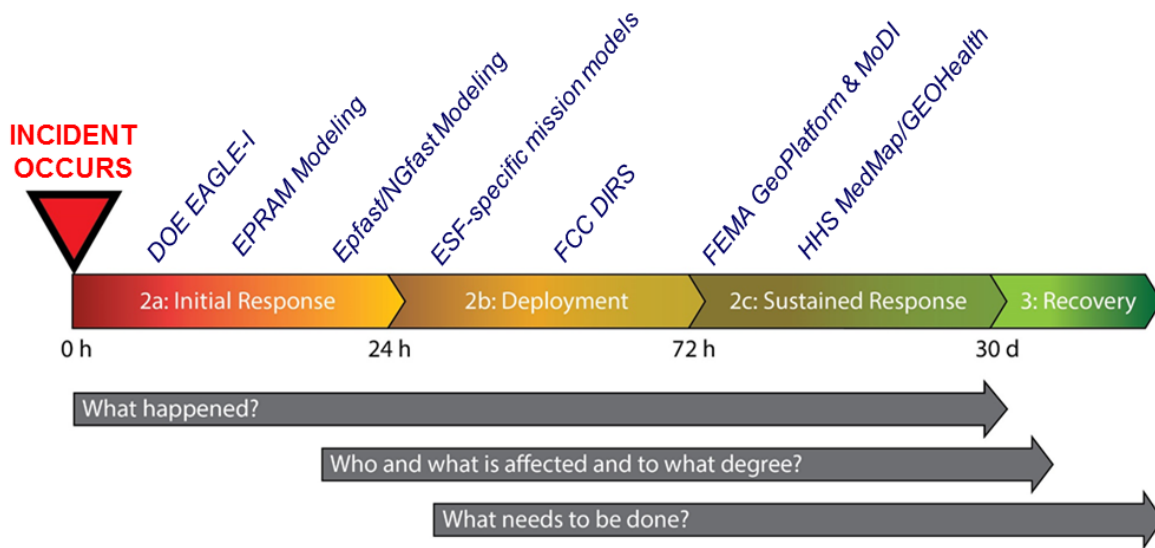 INCIDENT
OCCURS
DOE EAGLE-I
EPRAM Modeling
Epfast/NGfast Modeling
ESF-specific mission models
FCC DIRS
FEMA GeoPlatform & MoDI
HHS MedMap/GEOHealth
2a: Initial Response
2b: Deployment
2c: Sustained Response
3: Recovery
0 h
24 h
72 h
30 d
What happened?
Who and what is affected and to what degree?
What needs to be done?